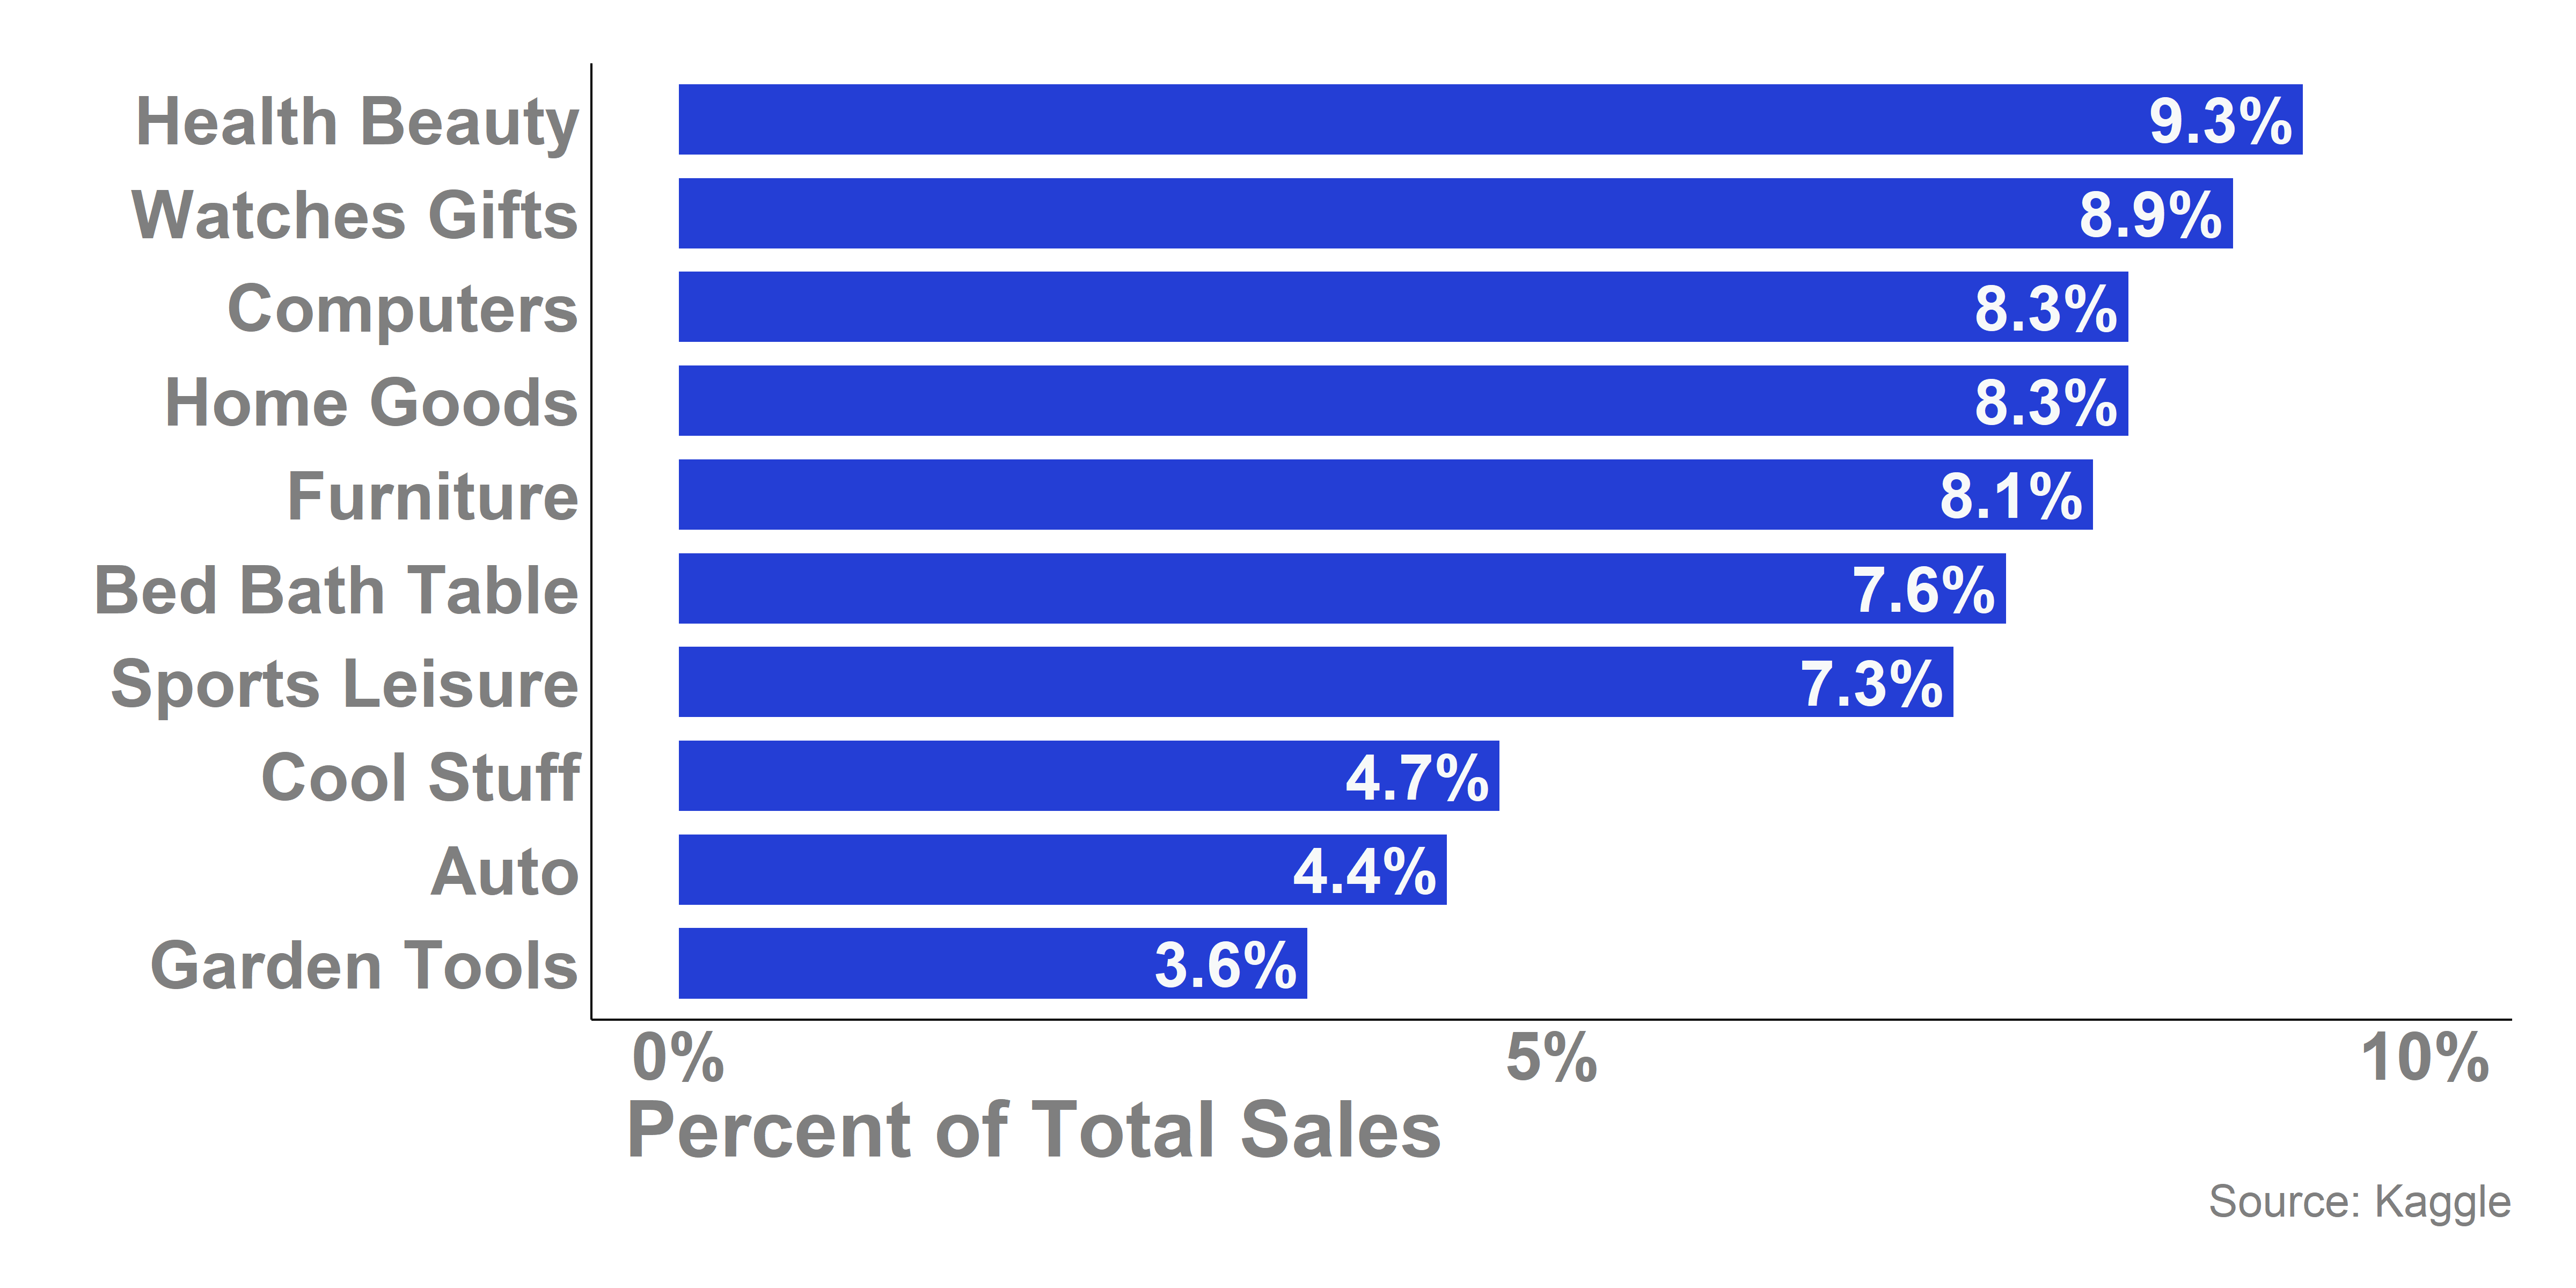 Health Beauty 9.3%
Watches Gifts 8.9%
Computers 8.3%
Home Goods 8.3%
Furniture 8.1%
Bed Bath Table 7.6%
Sports Leisure 7.3%
Cool Stuff 4.7%
Auto 4.4%
Garden Tools 3.6%
0% 5% 10%
Percent of Total Sales
Source: Kaggle